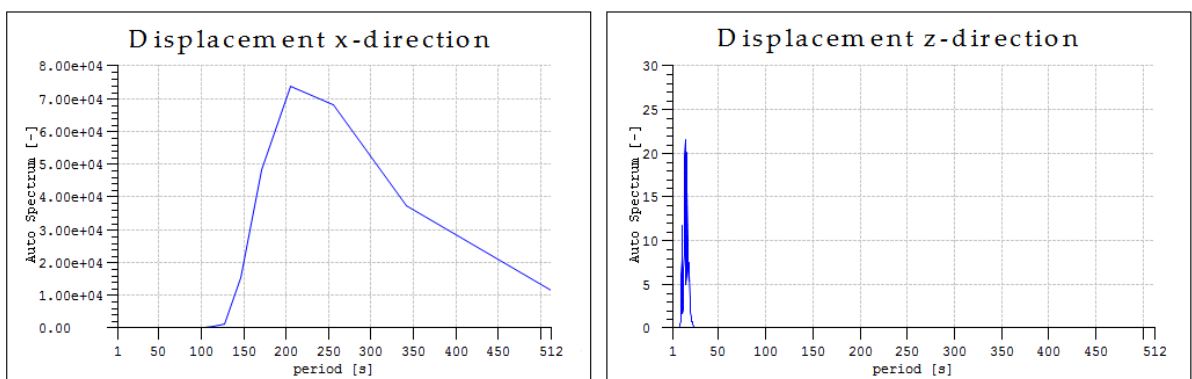 Displacement x-direction
8.00e+04
7.00e+04
6.00e+04
5.00e+04
4.00e+04
3.00e+04
2.00e+04
1.00e+04
0.00
Auto Spectrum [-]
1 50 100 150 200 250 300 350 400 450 512
period [s]
Displacement z-direction
30
25
20
15
10
5
0
Auto Spectrum [-]
1 50 100 150 200 250 300 350 400 450 512
period [s]